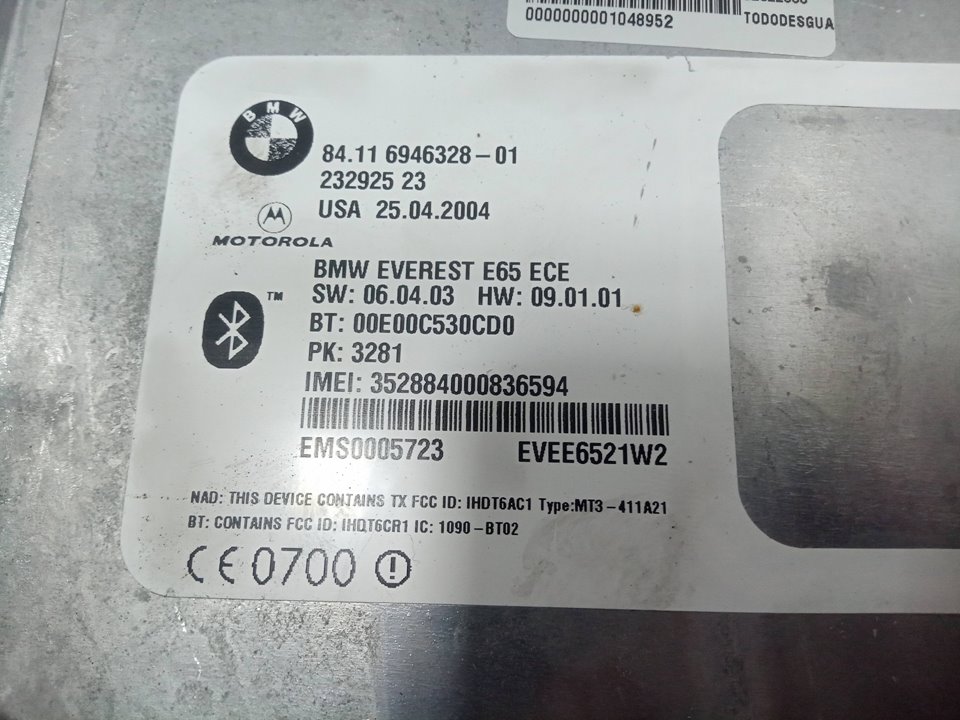 0000000001048952 TODODESGUA
BMW
84.11 6946328-01
232925 23
USA 25.04.2004
MOTOROLA
BMW EVEREST E65 ECE
TM
SW: 06.04.03 HW: 09.01.01
BT: 00E00C530CD0
PK: 3281
IMEI: 352884000836594
EMS0005723 EVEE6521W2
NAD: THIS DEVICE CONTAINS TX FCC ID: IHDT6AC1 Type:MT3-411A21
BT: CONTAINS FCC ID: IHDT6CR1 IC: 1090-BT02
CE 0700